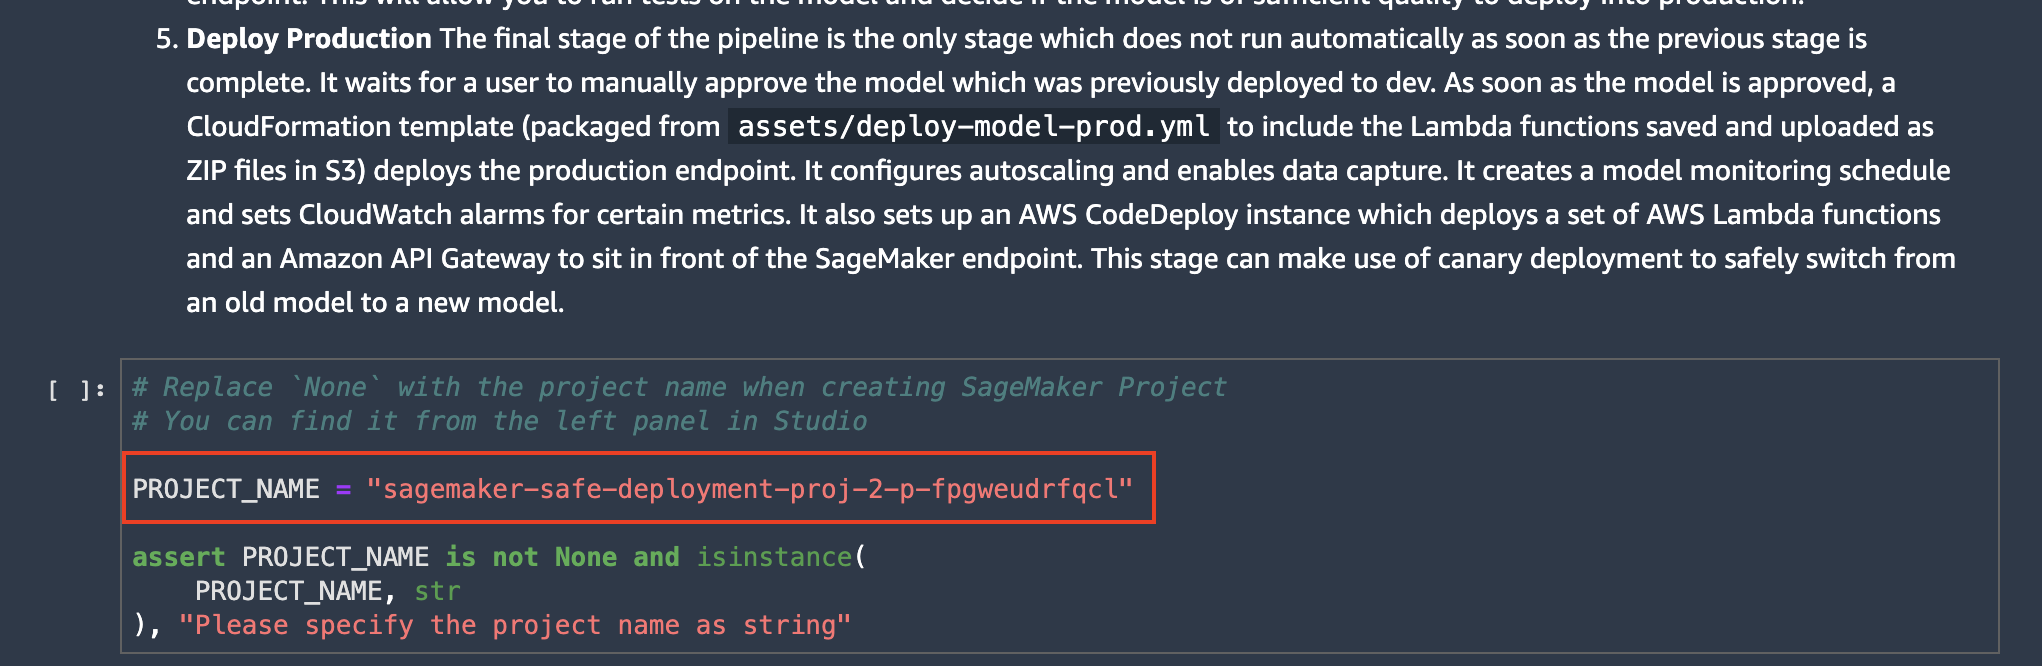 endpoint. This will allow you to run tests on the model and decide if the model is of sufficient quality to deploy into production.
5. Deploy Production The final stage of the pipeline is the only stage which does not run automatically as soon as the previous stage is
complete. It waits for a user to manually approve the model which was previously deployed to dev. As soon as the model is approved, a
CloudFormation template (packaged from assets/deploy-model-prod.yml to include the Lambda functions saved and uploaded as
ZIP files in S3) deploys the production endpoint. It configures autoscaling and enables data capture. It creates a model monitoring schedule
and sets CloudWatch alarms for certain metrics. It also sets up an AWS CodeDeploy instance which deploys a set of AWS Lambda functions
and an Amazon API Gateway to sit in front of the SageMaker endpoint. This stage can make use of canary deployment to safely switch from
an old model to a new model.
[ ]: # Replace `None` with the project name when creating SageMaker Project
# You can find it from the left panel in Studio
PROJECT_NAME = "sagemaker-safe-deployment-proj-2-p-fpgweudrfqcl"
assert PROJECT_NAME is not None and isinstance(
    PROJECT_NAME, str
), "Please specify the project name as string"